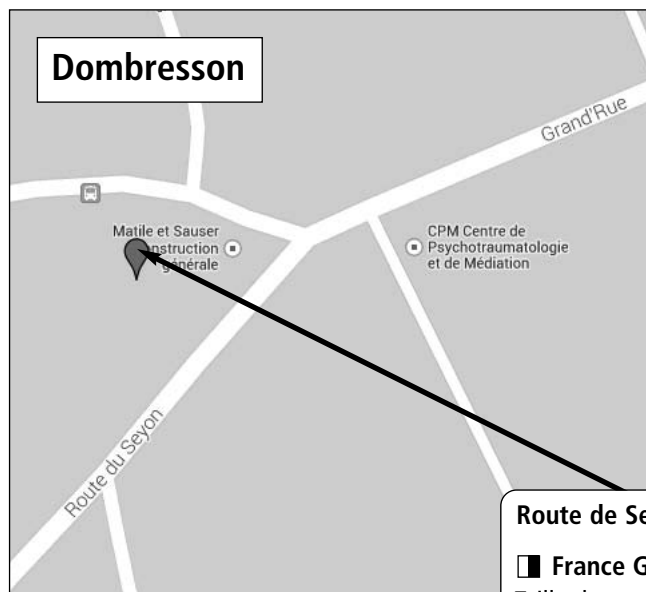 Dombresson
Grand'Rue
Matile et Sauser
générale
CPM Centre de
Psychotraumatologie
et de Médiation
Route du Seyon
Route de Se
France G